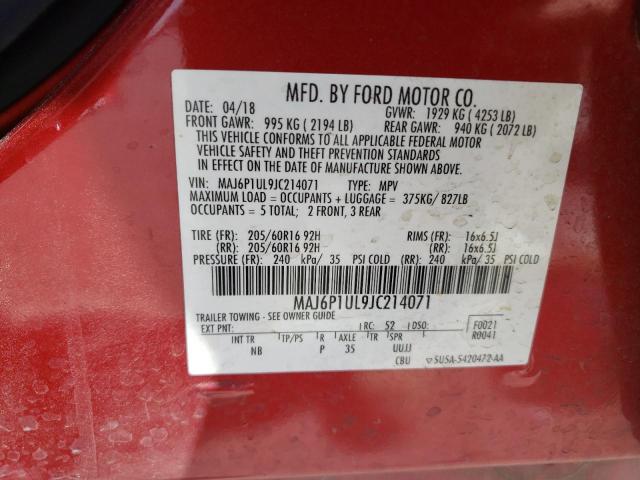 MFD. BY FORD MOTOR CO.
DATE: 04/18 GVWR: 1929 KG ( 4253 LB)
FRONT GAWR: 995 KG ( 2194 LB) REAR GAWR: 940 KG ( 2072 LB)
THIS VEHICLE CONFORMS TO ALL APPLICABLE FEDERAL MOTOR
VEHICLE SAFETY AND THEFT PREVENTION STANDARDS
IN EFFECT ON THE DATE OF MANUFACTURE SHOWN ABOVE.
VIN: MAJ6P1UL9JC214071 TYPE: MPV
MAXIMUM LOAD = OCCUPANTS + LUGGAGE = 375KG/ 827LB
OCCUPANTS = 5 TOTAL; 2 FRONT, 3 REAR
TIRE (FR): 205/60R16 92H RIMS (FR): 16x6.5J
(RR): 205/60R16 92H (RR): 16x6.5J
PRESSURE (FR): 240 kPa/ 35 PSI COLD (RR): 240 kPa/ 35 PSI COLD
MAJ6P1UL9JC214071
TRAILER TOWING - SEE OWNER GUIDE
EXT PNT: RC: 52 DSO: F0021
INT TR TP/PS R AXLE TR SPR R0041
NB P 35 UUJJ
CBU 5U5A-5420472-AA